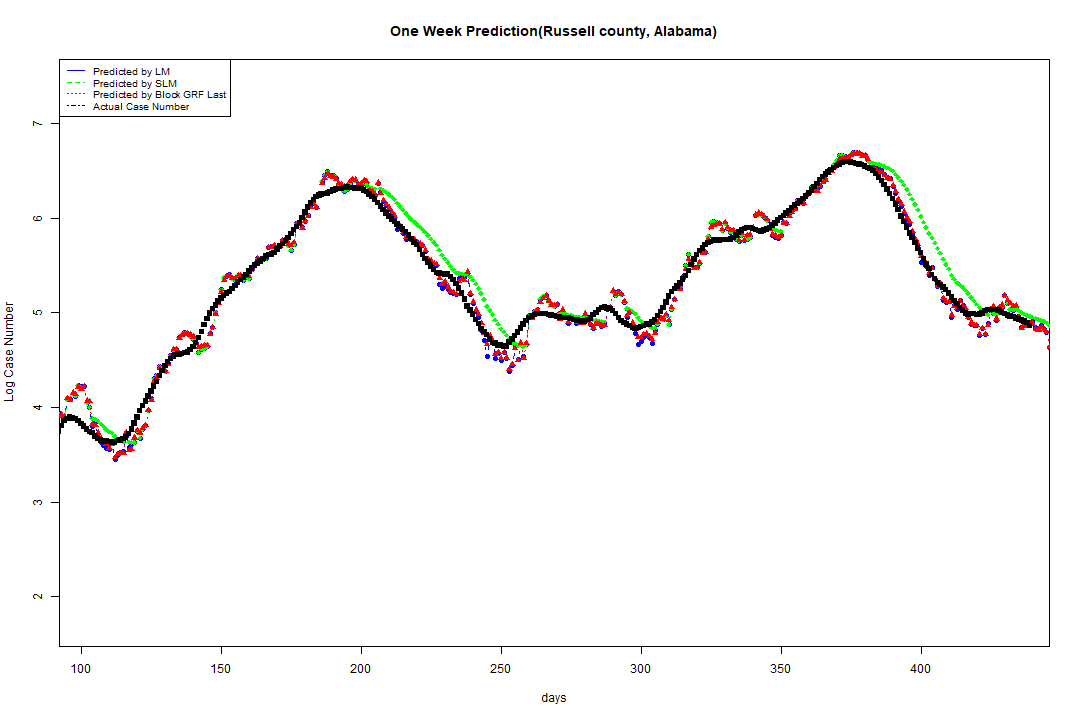 One Week Prediction(Russell county, Alabama)
Predicted by LM
Predicted by SLM
Predicted by Block GRF Last
Actual Case Number
7
6
5
4
3
2
Log Case Number
100 150 200 250 300 350 400
days